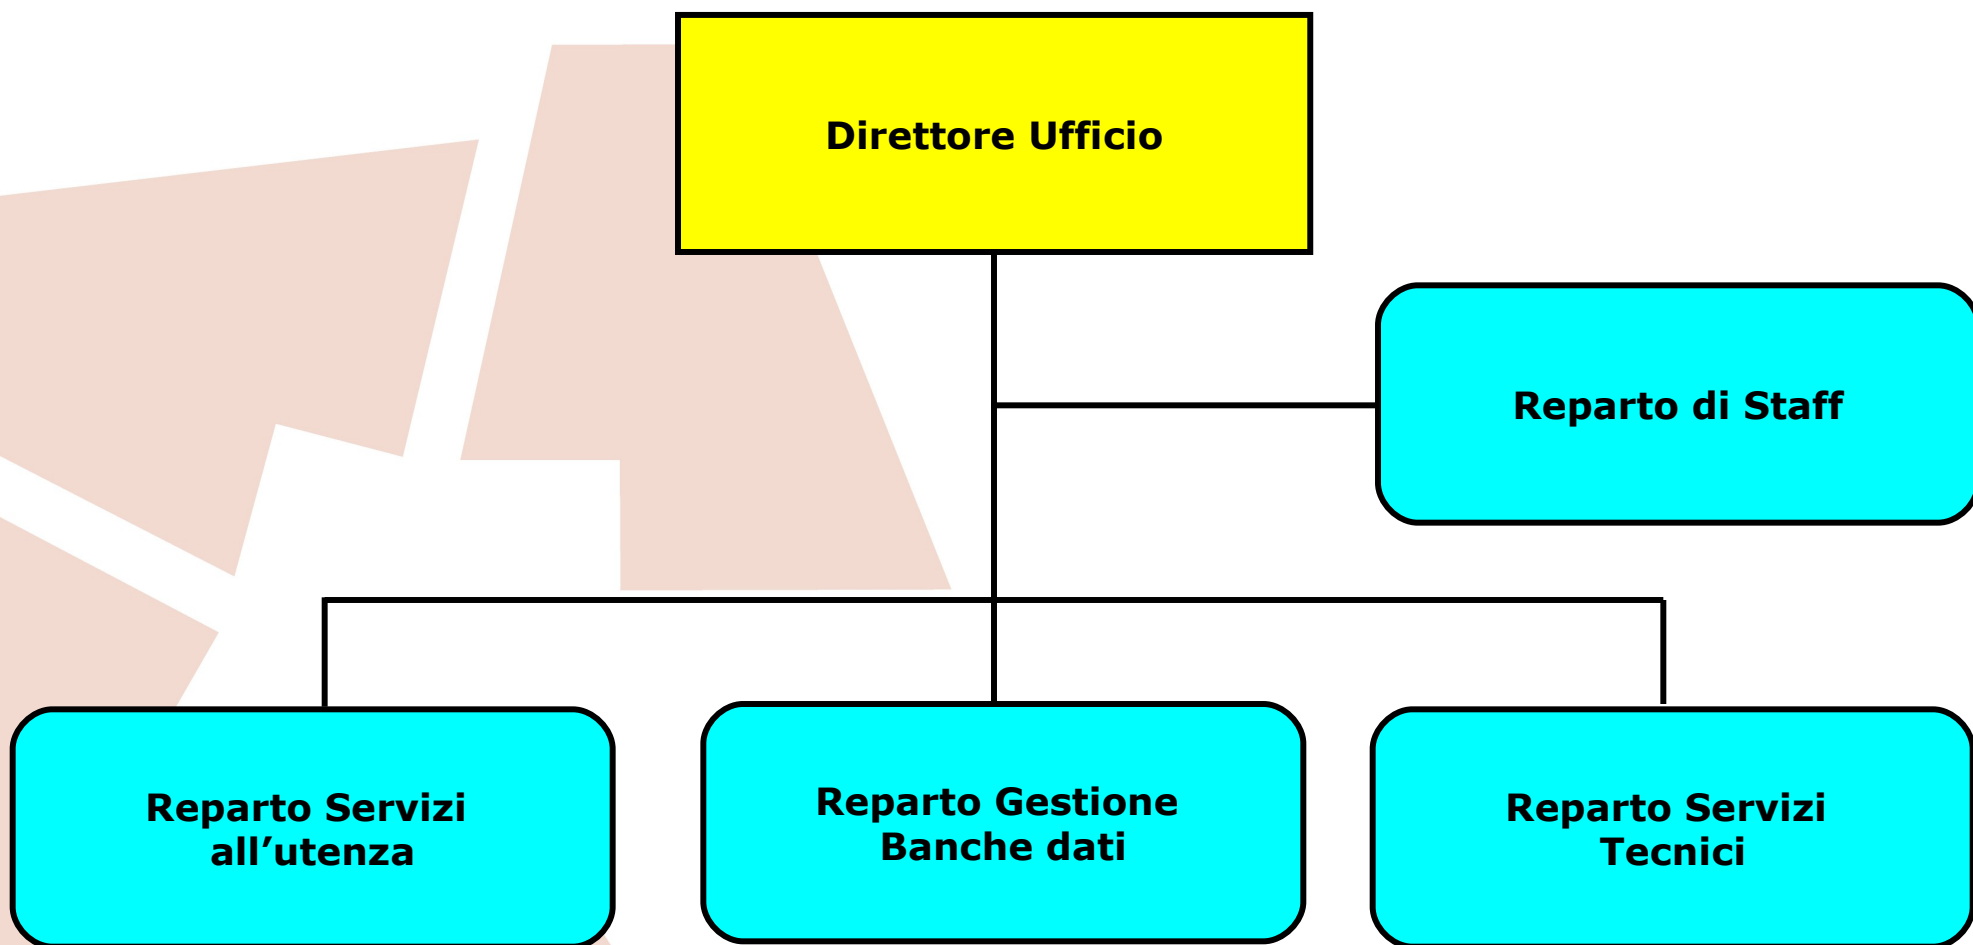 Direttore Ufficio
Reparto di Staff
Reparto Servizi
all’utenza
Reparto Gestione
Banche dati
Reparto Servizi
Tecnici